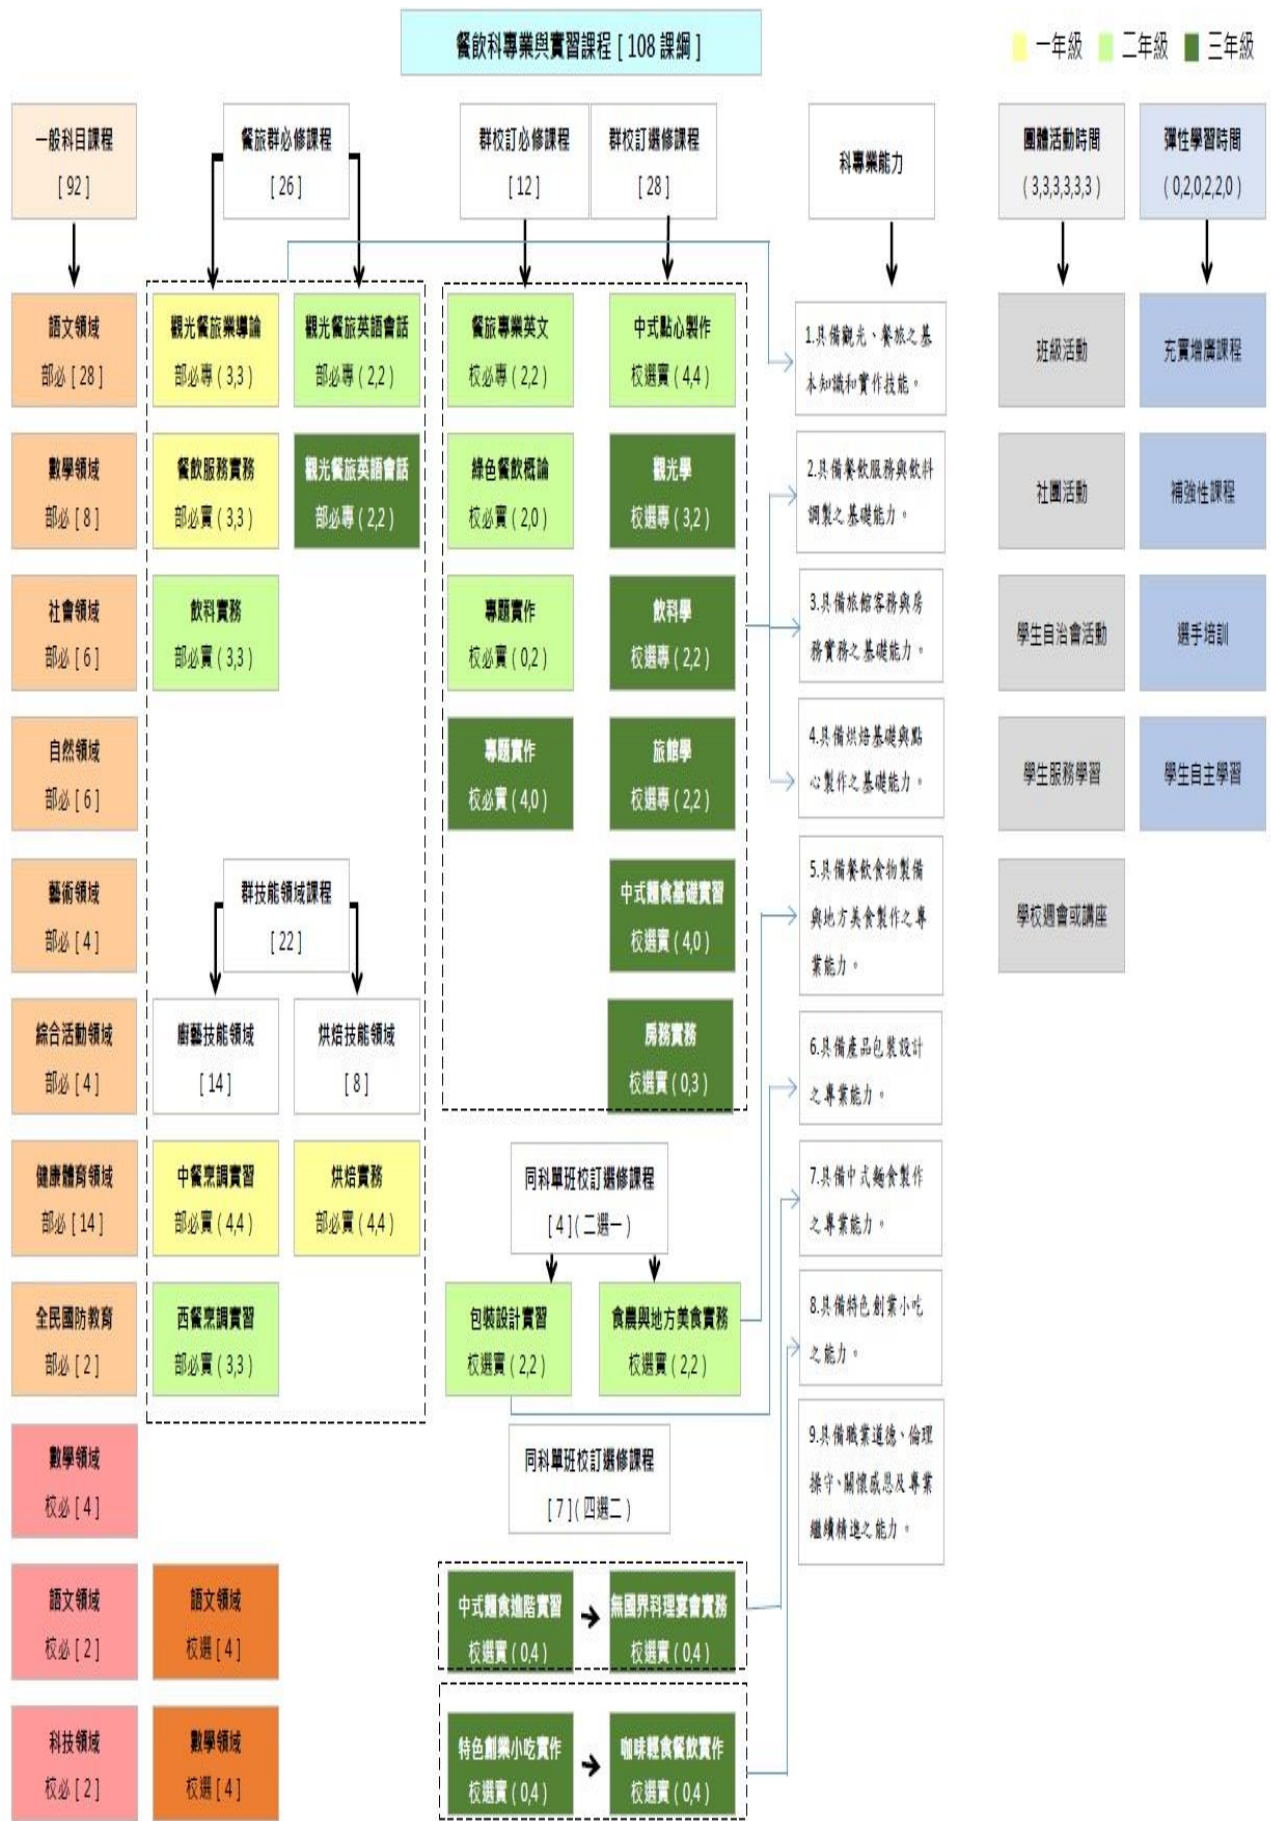 餐飲科專業與實習課程 [ 108 課綱 ]
一年級
二年級
三年級
一般科目課程
[ 92 ]
餐旅群必修課程
[ 26 ]
群校訂必修課程
[ 12 ]
群校訂選修課程
[ 28 ]
科專業能力
團體活動時間
( 3,3,3,3,3,3 )
彈性學習時間
( 0,2,0,2,2,0 )
語文領域
部必 [ 28 ]
觀光餐旅業導論
部必專 ( 3,3 )
觀光餐旅英語會話
部必專 ( 2,2 )
餐旅專業英文
校必專 ( 2,2 )
中式點心製作
校選實 ( 4,4 )
1.具備觀光、餐旅之基
本知識和實作技能。
班級活動
充實增廣課程
數學領域
部必 [ 8 ]
餐飲服務實務
部必實 ( 3,3 )
觀光餐旅英語會話
部必專 ( 2,2 )
綠色餐飲概論
校必實 ( 2,0 )
觀光學
校選專 ( 3,2 )
2.具備餐飲服務與飲料
調製之基礎能力。
社團活動
補強性課程
社會領域
部必 [ 6 ]
飲科實務
部必實 ( 3,3 )
專題實作
校必實 ( 0,2 )
飲科學
校選專 ( 2,2 )
3.具備旅館客務與房
務實務之基礎能力。
學生自治會活動
選手培訓
自然領域
部必 [ 6 ]
專題實作
校必實 ( 4,0 )
旅館學
校選專 ( 2,2 )
4.具備烘焙基礎與點
心製作之基礎能力。
學生服務學習
學生自主學習
藝術領域
部必 [ 4 ]
群技能領域課程
[ 22 ]
中式麵食基礎實習
校選實 ( 4,0 )
5.具備餐飲食物製備
與地方美食製作之專
業能力。
學校週會或講座
綜合活動領域
部必 [ 4 ]
廚藝技能領域
[ 14 ]
烘焙技能領域
[ 8 ]
房務實務
校選實 ( 0,3 )
6.具備產品包裝設計
之專業能力。
健康體育領域
部必 [ 14 ]
中餐烹調實習
部必實 ( 4,4 )
烘焙實務
部必實 ( 4,4 )
同科單班校訂選修課程
[ 4 ]( 二選一 )
7.具備中式麵食製作
之專業能力。
全民國防教育
部必 [ 2 ]
西餐烹調實習
部必實 ( 3,3 )
包裝設計實習
校選實 ( 2,2 )
食農與地方美食實務
校選實 ( 2,2 )
8.具備特色創業小吃
之能力。
數學領域
校必 [ 4 ]
同科單班校訂選修課程
[ 7 ]( 四選二 )
9.具備職業道德、倫理
操守、關懷感恩及專業
繼續精進之能力。
語文領域
校必 [ 2 ]
語文領域
校選 [ 4 ]
中式麵食進階實習
校選實 ( 0,4 )
無國界料理宴會實務
校選實 ( 0,4 )
科技領域
校必 [ 2 ]
數學領域
校選 [ 4 ]
特色創業小吃實作
校選實 ( 0,4 )
咖啡輕食餐飲實作
校選實 ( 0,4 )